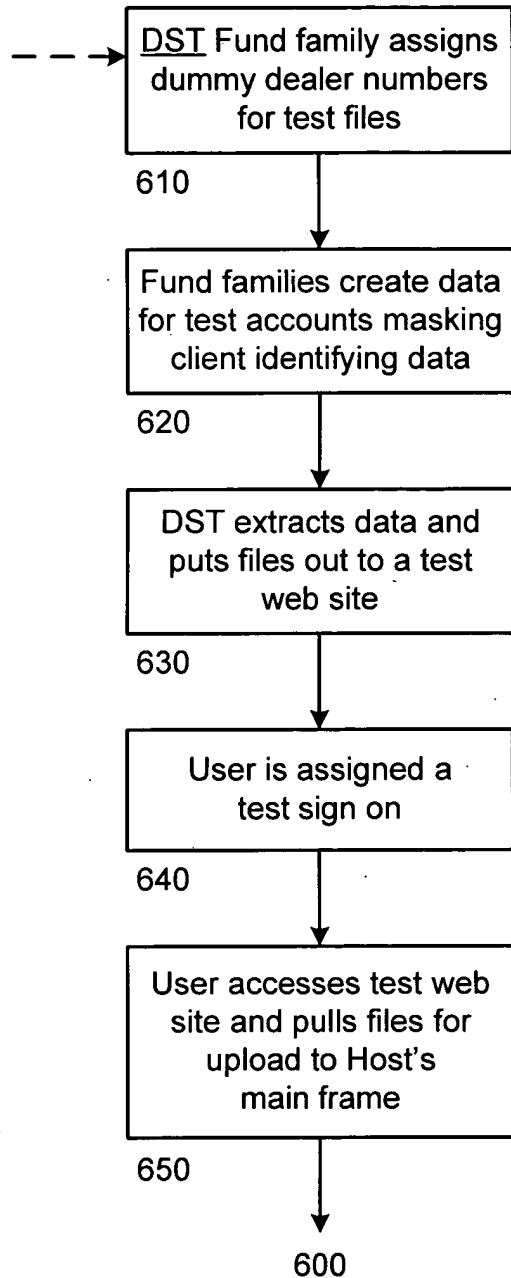 DST Fund family assigns
dummy dealer numbers
for test files
610
Fund families create data
for test accounts masking
client identifying data
620
DST extracts data and
puts files out to a test
web site
630
User is assigned a
test sign on
640
User accesses test web
site and pulls files for
upload to Host's
main frame
650
600